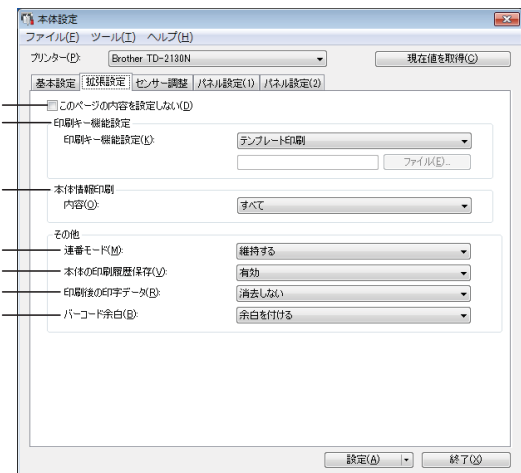 本体設定
ファイル(F) ツール(T) ヘルプ(H)
プリンター(P): Brother TD-2130N 現在値を取得(C)
基本設定 拡張設定 センサー調整 パネル設定(1) パネル設定(2)
このページの内容を設定しない(D)
印刷キー機能設定
印刷キー機能設定(K): テンプレート印刷
ファイル(E)...
本体情報印刷
内容(O): すべて
その他
連番モード(M): 維持する
本体の印刷履歴保存(V): 有効
印刷後の印字データ(R): 消去しない
バーコード余白(B): 余白を付ける
設定(A) 終了(X)